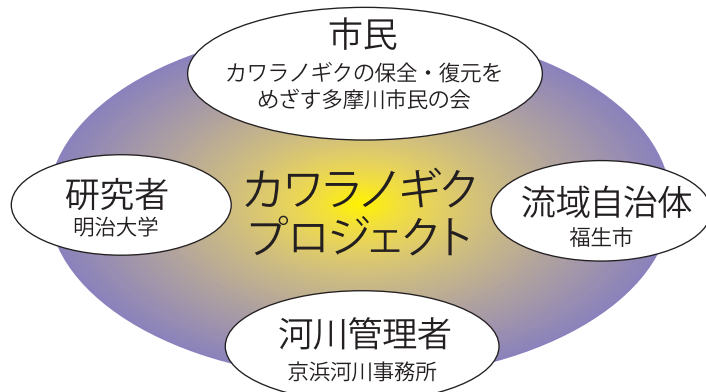 市民
カワラノギクの保全・復元を
めざす多摩川市民の会
研究者
明治大学
カワラノギク
プロジェクト
流域自治体
福生市
河川管理者
京浜河川事務所